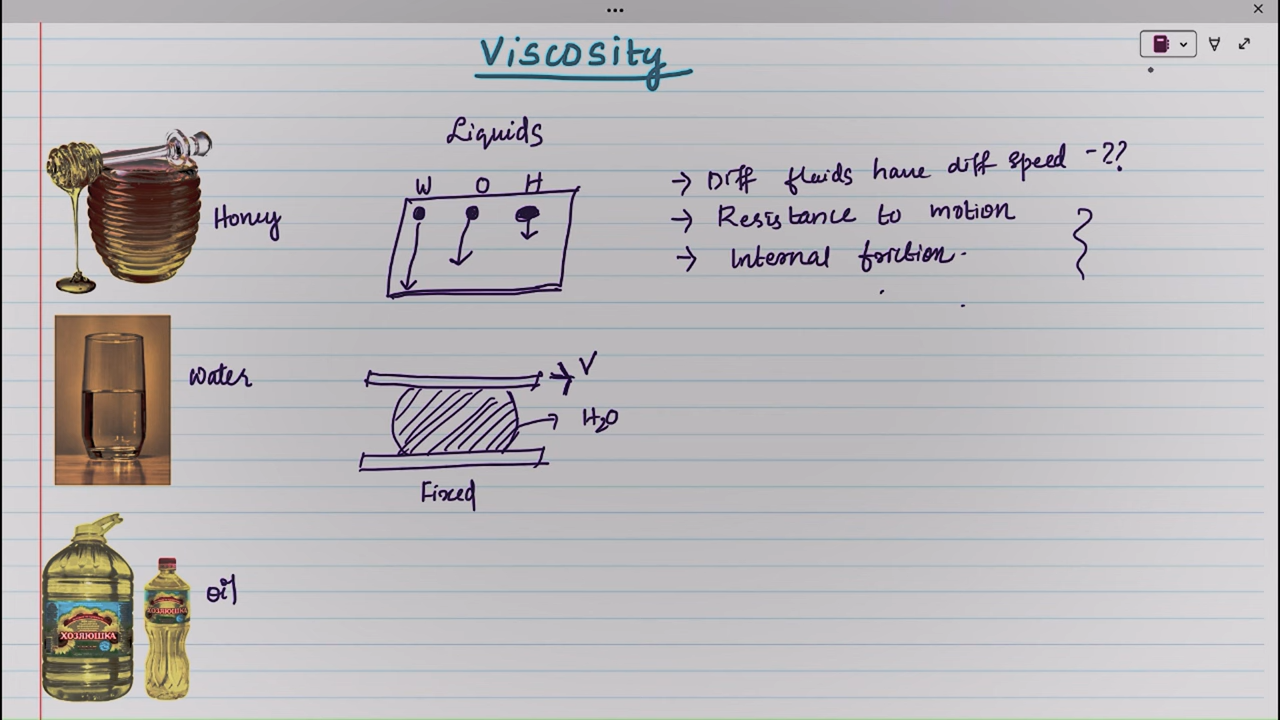 Viscosity
Liquids
W O H
→ Diff fluids have diff speed -??
→ Resistance to motion
→ Internal friction.
Honey
Water
V
H₂O
Fixed
Oil
ХОЗЯЮШКА
ХОЗЯЮШКА